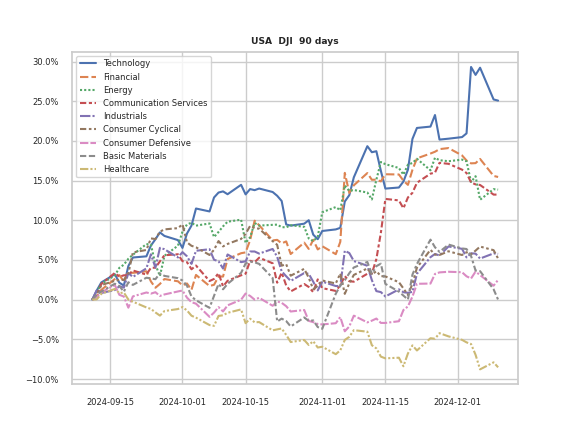 USA DJI 90 days
30.0%
25.0%
20.0%
15.0%
10.0%
5.0%
0.0%
−5.0%
−10.0%
Technology
Financial
Energy
Communication Services
Industrials
Consumer Cyclical
Consumer Defensive
Basic Materials
Healthcare
2024-09-15 2024-10-01 2024-10-15 2024-11-01 2024-11-15 2024-12-01